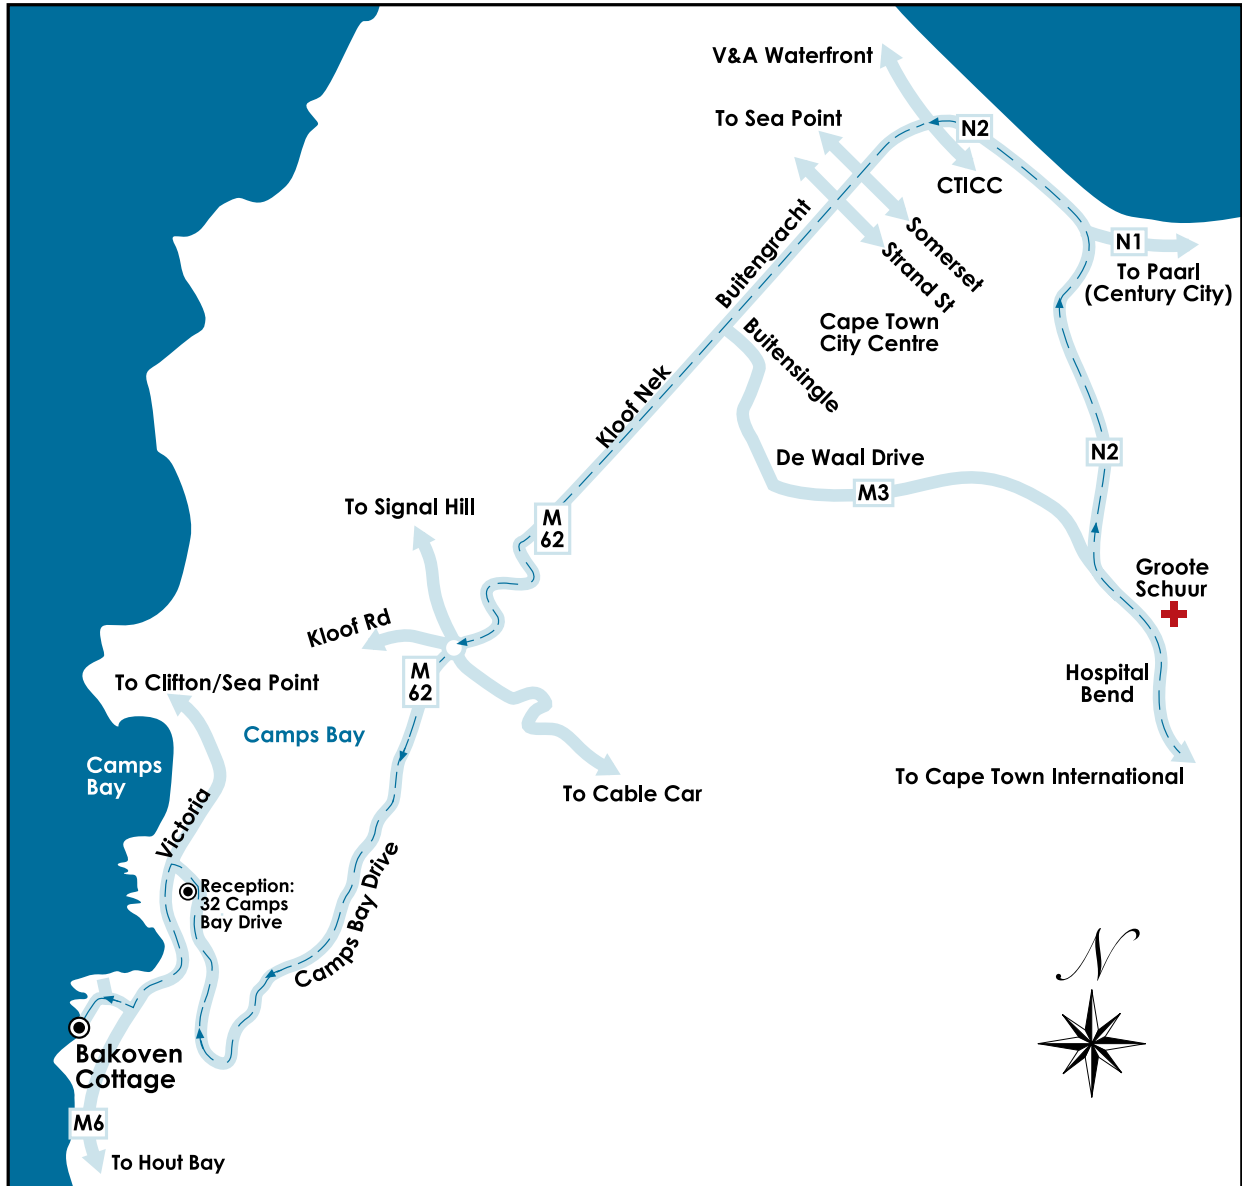 V&A Waterfront
To Sea Point
N2
CTICC
Somerset
Strand St
Buitengracht
N1
To Paarl
(Century City)
Cape Town
City Centre
Buitensingle
Kloof Nek
De Waal Drive
M3
N2
To Signal Hill
M
62
Groote
Schuur
Kloof Rd
M
62
Hospital
Bend
To Clifton/Sea Point
Camps Bay
Camps
Bay
To Cape Town International
To Cable Car
Victoria
Camps Bay Drive
Reception:
32 Camps
Bay Drive
N
Bakoven
Cottage
M6
To Hout Bay